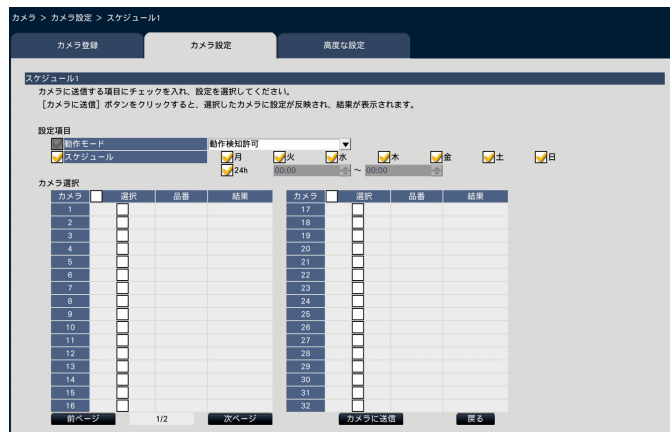 カメラ > カメラ設定 > スケジュール1
カメラ登録 カメラ設定 高度な設定
スケジュール1
カメラに送信する項目にチェックを入れ、設定を選択してください。
［カメラに送信］ボタンをクリックすると、選択したカメラに設定が反映され、結果が表示されます。
設定項目
動作モード 動作検知許可
スケジュール 月 火 水 木 金 土 日
24h 00:00 ~ 00:00
カメラ選択
カメラ 選択 品番 結果 カメラ 選択 品番 結果
1 17
2 18
3 19
4 20
5 21
6 22
7 23
8 24
9 25
10 26
11 27
12 28
13 29
14 30
15 31
16 32
前ページ 1/2 次ページ カメラに送信 戻る